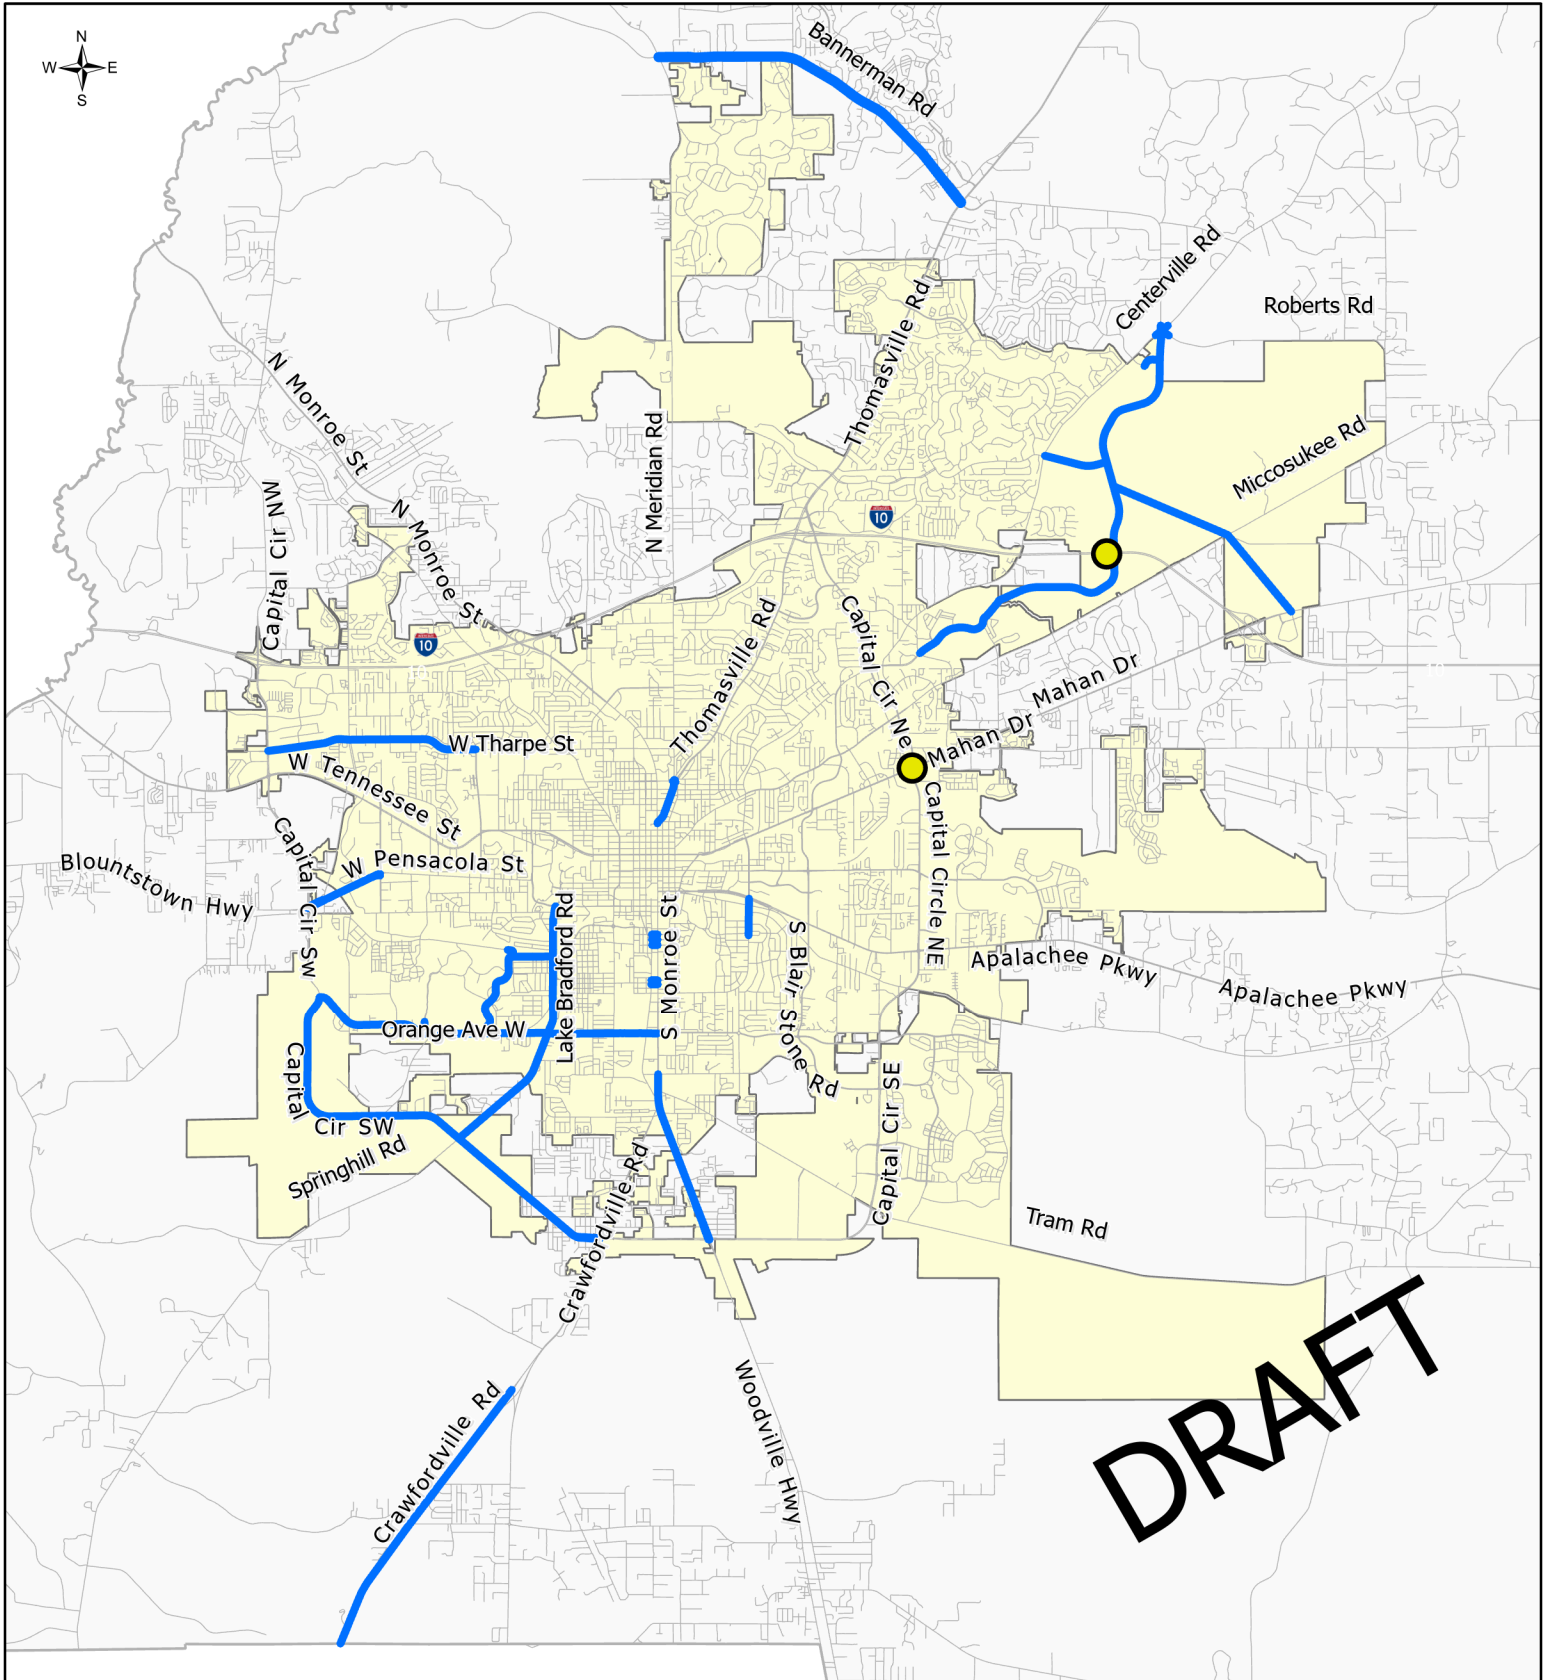 N
W E
S
Bannerman Rd
Centerville Rd
Roberts Rd
Thomasville Rd
N Monroe St
N Meridian Rd
Miccosukee Rd
Capital Cir NW
N Monroe St
10
10
Thomasville Rd
Capital Cir Ne
Mahan Dr
Mahan Dr
W Tharpe St
W Tennessee St
Capital Circle NE
Capital Cir Sw
W Pensacola St
Blountstown Hwy
Lake Bradford Rd
S Monroe St
S Blair Stone Rd
Apalachee Pkwy
Apalachee Pkwy
Orange Ave W
Capital Cir SW
Springhill Rd
Capital Cir SE
Crawfordville Rd
Tram Rd
Crawfordville Rd
Woodville Hwy
DRAFT